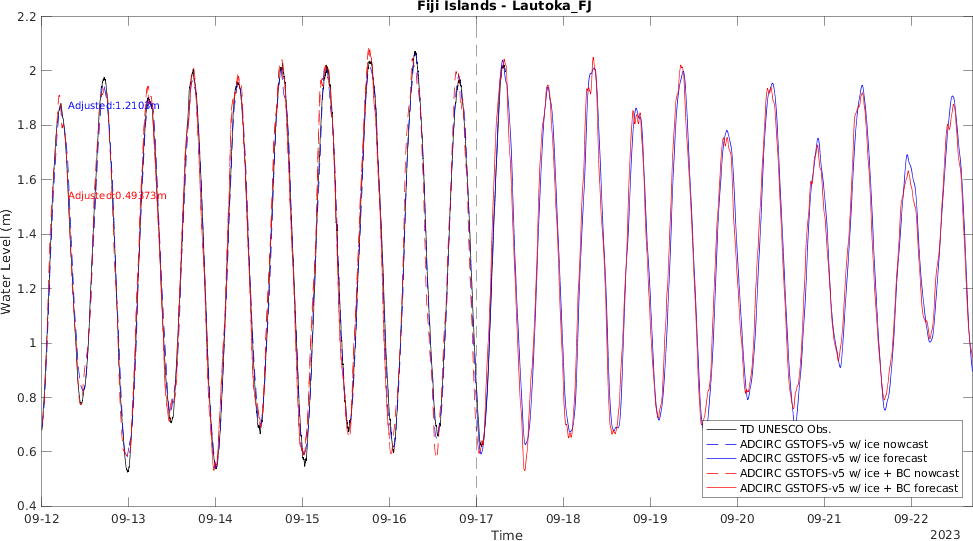 Fiji Islands - Lautoka_FJ
2.2
2
1.8
1.6
1.4
1.2
1
0.8
0.6
0.4
Water Level (m)
Adjusted:1.2103m
Adjusted:0.49373m
TD UNESCO Obs.
ADCIRC GSTOFS-v5 w/ ice nowcast
ADCIRC GSTOFS-v5 w/ ice forecast
ADCIRC GSTOFS-v5 w/ ice + BC nowcast
ADCIRC GSTOFS-v5 w/ ice + BC forecast
09-12 09-13 09-14 09-15 09-16 09-17 09-18 09-19 09-20 09-21 09-22
Time
2023